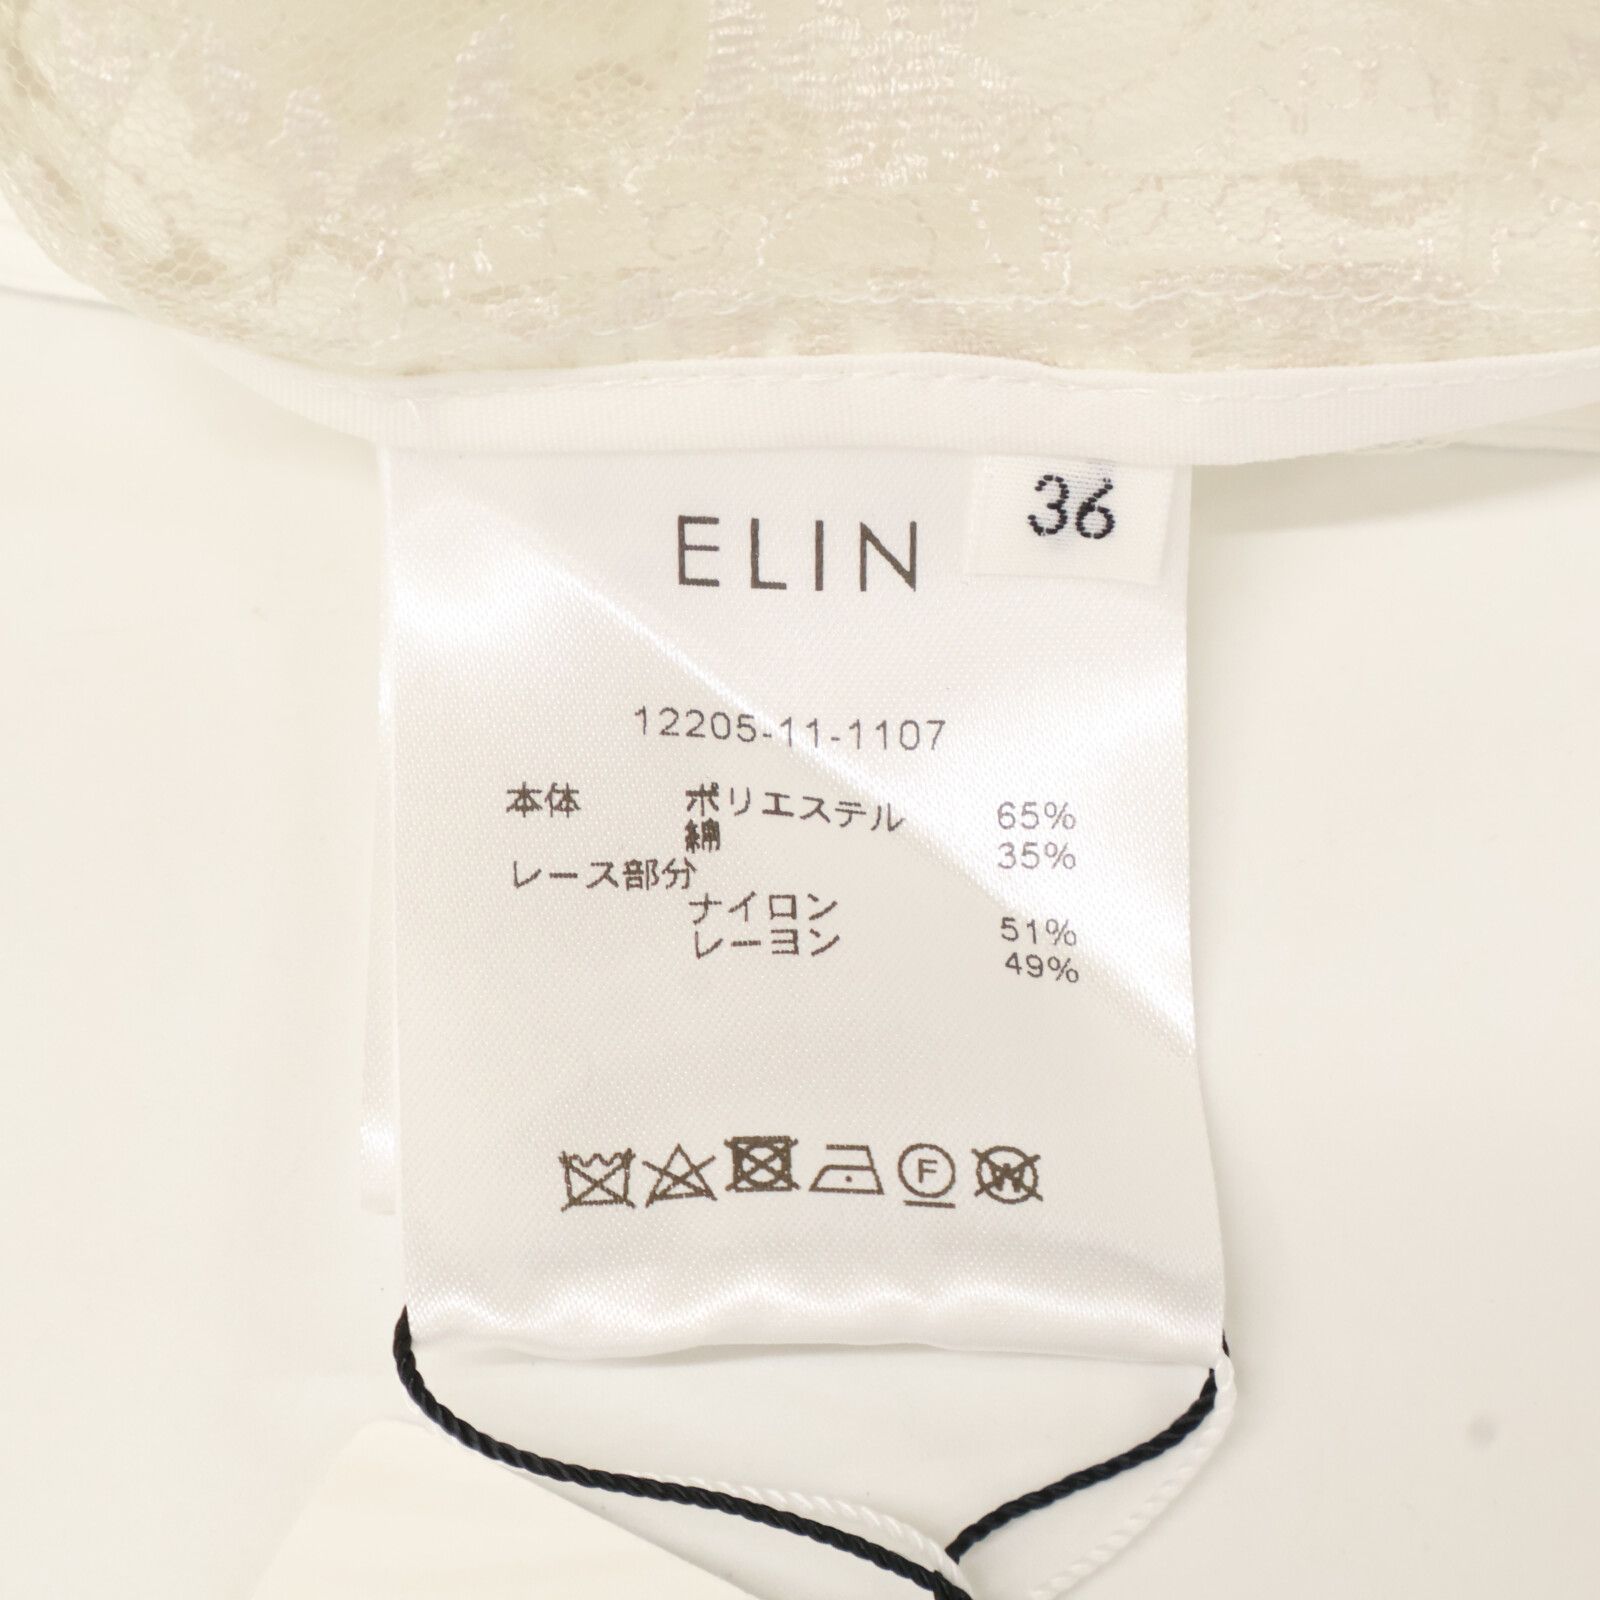 36
ELIN
12205-11-1107
本体 ポリエステル 65%
綿 35%
レース部分
ナイロン 51%
レーヨン 49%
F
W